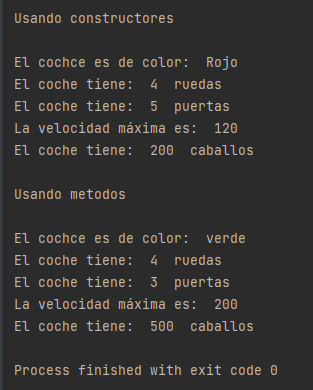 Usando constructores
El cochce es de color:  Rojo
El coche tiene:  4  ruedas
El coche tiene:  5  puertas
La velocidad máxima es:  120
El coche tiene:  200  caballos
Usando metodos
El cochce es de color:  verde
El coche tiene:  4  ruedas
El coche tiene:  3  puertas
La velocidad máxima es:  200
El coche tiene:  500  caballos
Process finished with exit code 0